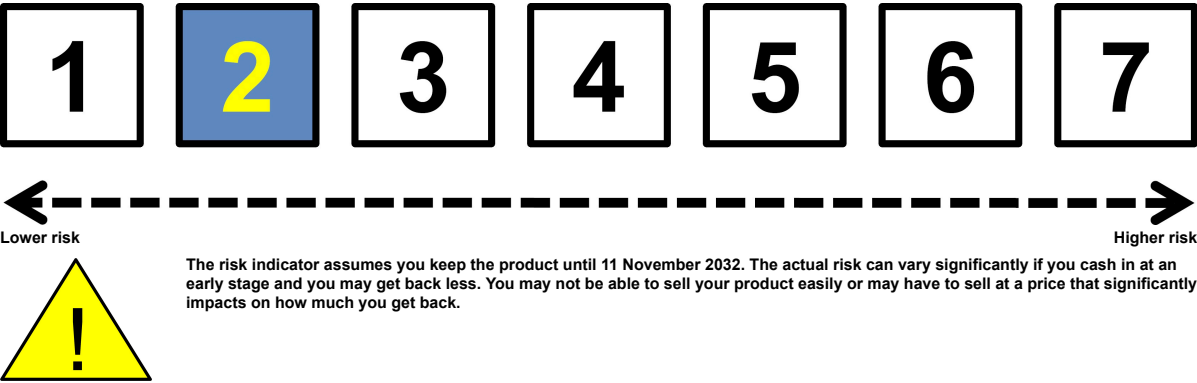 1 2 3 4 5 6 7
Lower risk Higher risk
The risk indicator assumes you keep the product until 11 November 2032. The actual risk can vary significantly if you cash in at an
early stage and you may get back less. You may not be able to sell your product easily or may have to sell at a price that significantly
impacts on how much you get back.
!